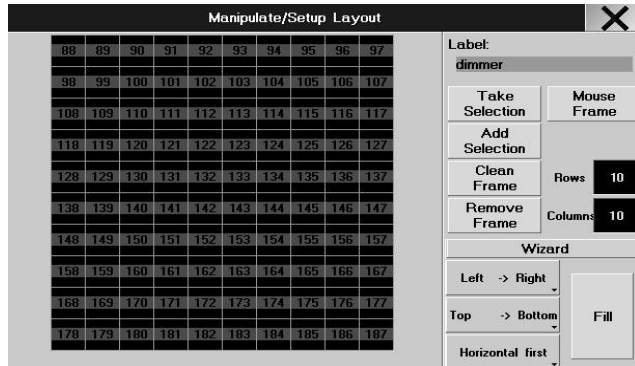 Manipulate/Setup Layout
88 89 90 91 92 93 94 95 96 97
98 99 100 101 102 103 104 105 106 107
108 109 110 111 112 113 114 115 116 117
118 119 120 121 122 123 124 125 126 127
128 129 130 131 132 133 134 135 136 137
138 139 140 141 142 143 144 145 146 147
148 149 150 151 152 153 154 155 156 157
158 159 160 161 162 163 164 165 166 167
168 169 170 171 172 173 174 175 176 177
178 179 180 181 182 183 184 185 186 187
Label:
dimmer
Take
Selection
Mouse
Frame
Add
Selection
Clean
Frame
Rows 10
Remove
Frame
Columns 10
Wizard
Left -> Right
Top -> Bottom
Horizontal first
Fill